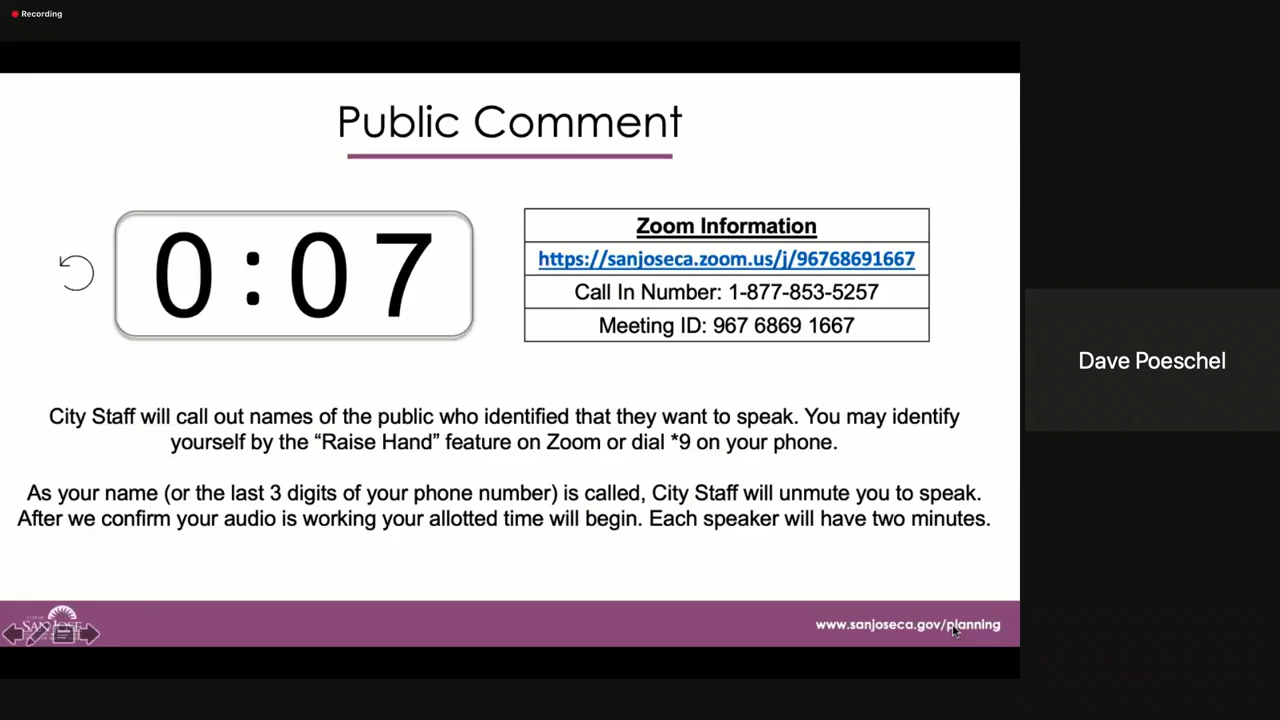 Recording
Public Comment
0:07
Zoom Information
https://sanjoseca.zoom.us/j/96768691667
Call In Number: 1-877-853-5257
Meeting ID: 967 6869 1667
Dave Poeschel
City Staff will call out names of the public who identified that they want to speak. You may identify
yourself by the “Raise Hand” feature on Zoom or dial *9 on your phone.
As your name (or the last 3 digits of your phone number) is called, City Staff will unmute you to speak.
After we confirm your audio is working your allotted time will begin. Each speaker will have two minutes.
SAN JOSE
www.sanjoseca.gov/planning